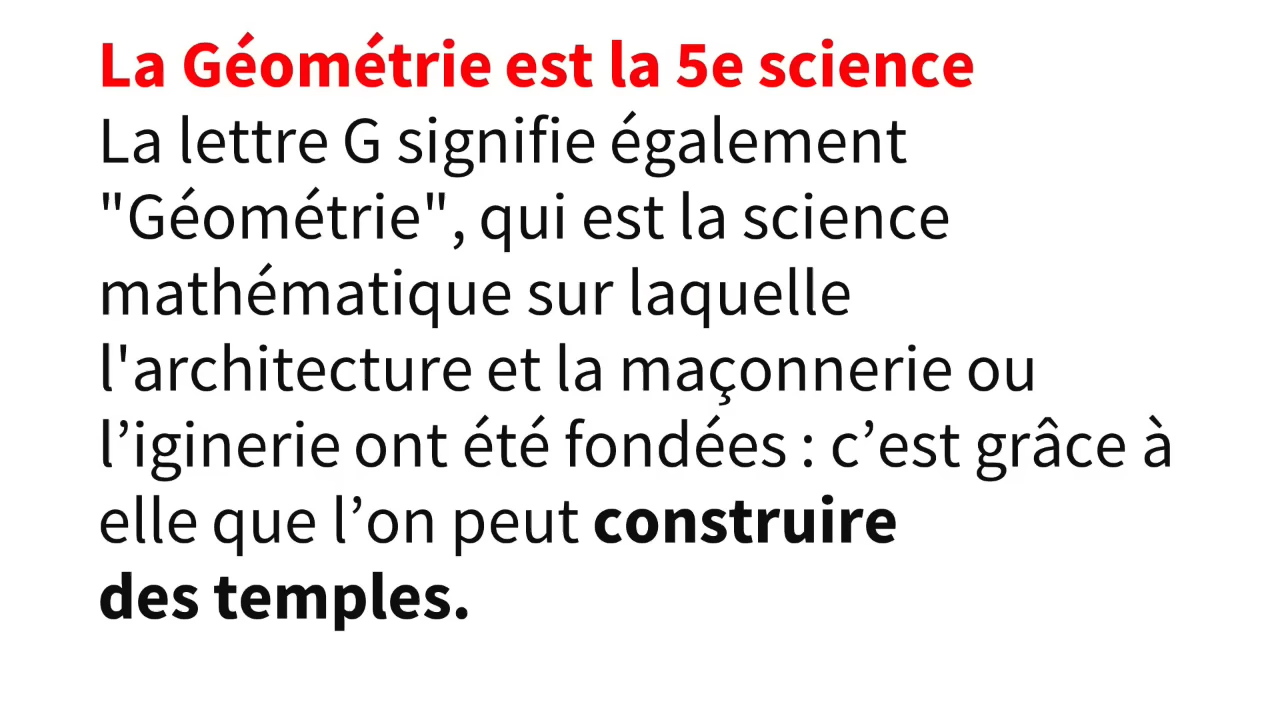 La Géométrie est la 5e science
La lettre G signifie également
"Géométrie", qui est la science
mathématique sur laquelle
l'architecture et la maçonnerie ou
l’iginerie ont été fondées : c’est grâce à
elle que l’on peut construire
des temples.